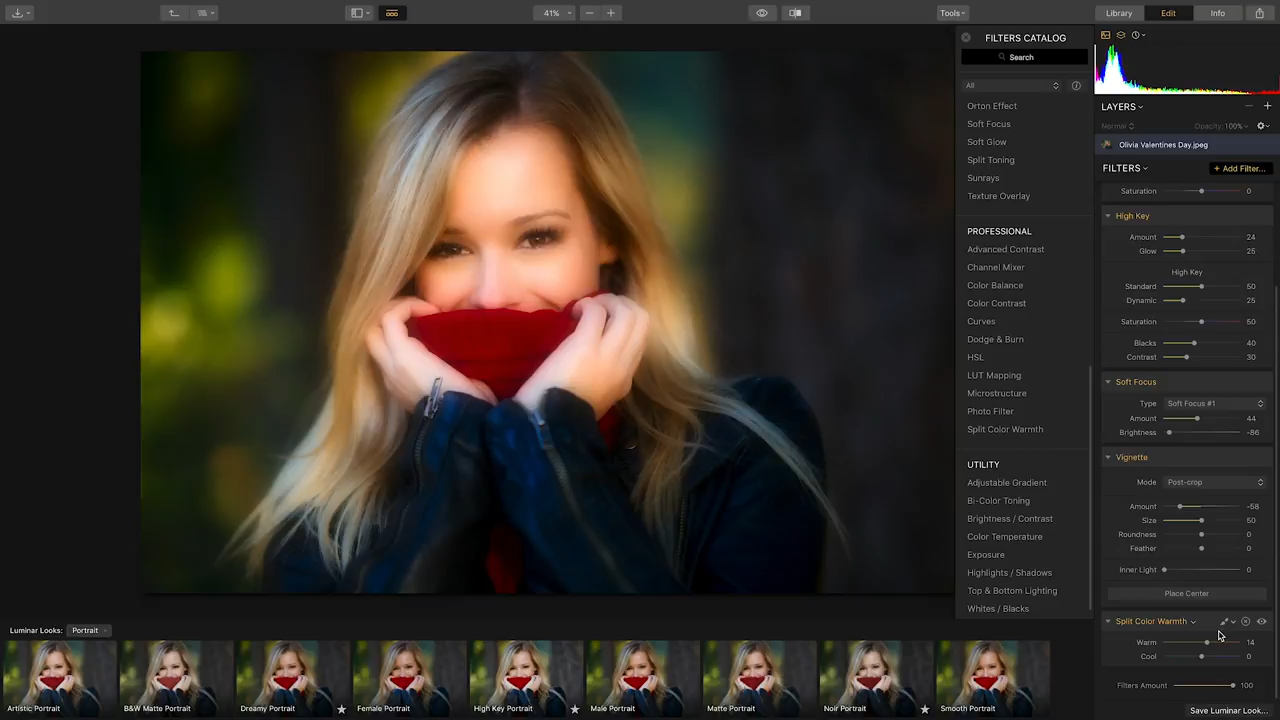 41%
Tools
Library
Edit
Info
FILTERS CATALOG
Search
All
Orton Effect
Soft Focus
Soft Glow
Split Toning
Sunrays
Texture Overlay
PROFESSIONAL
Advanced Contrast
Channel Mixer
Color Balance
Color Contrast
Curves
Dodge & Burn
HSL
LUT Mapping
Microstructure
Photo Filter
Split Color Warmth
UTILITY
Adjustable Gradient
Bi-Color Toning
Brightness / Contrast
Color Temperature
Exposure
Highlights / Shadows
Top & Bottom Lighting
Whites / Blacks
LAYERS
Normal
Opacity: 100%
Olivia Valentines Day.jpeg
FILTERS
+ Add Filter...
Saturation 0
High Key
Amount 24
Glow 25
High Key
Standard 50
Dynamic 25
Saturation 50
Blacks 40
Contrast 30
Soft Focus
Type Soft Focus #1
Amount 44
Brightness -86
Vignette
Mode Post-crop
Amount -58
Size 50
Roundness 0
Feather 0
Inner Light 0
Place Center
Split Color Warmth
Warm 14
Cool 0
Filters Amount 100
Save Luminar Look...
Luminar Looks: Portrait
Artistic Portrait
B&W Matte Portrait
Dreamy Portrait
Female Portrait
High Key Portrait
Male Portrait
Matte Portrait
Noir Portrait
Smooth Portrait